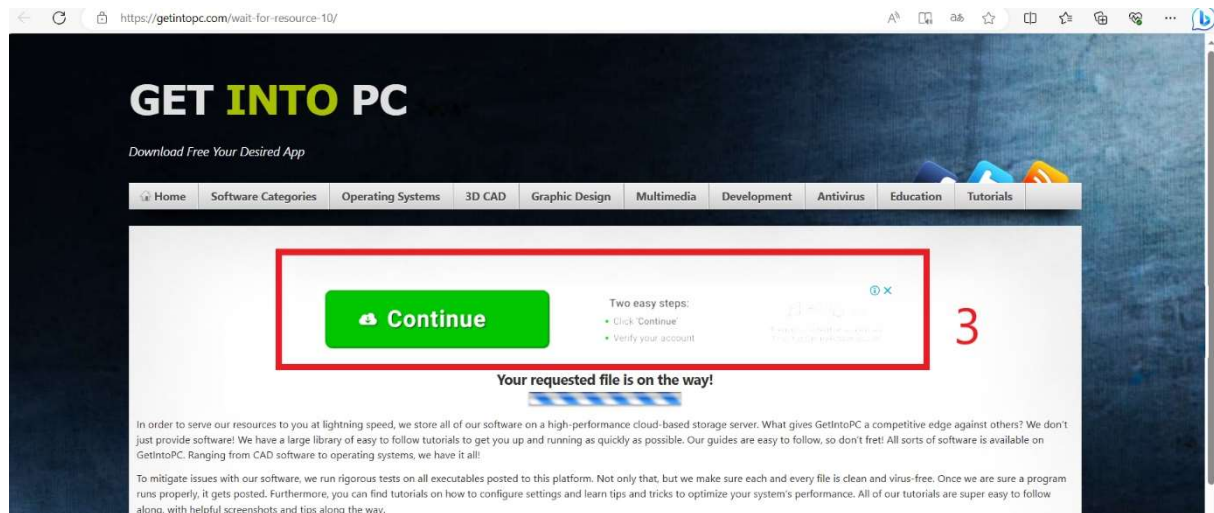 https://getintopc.com/wait-for-resource-10/
GET INTO PC
Download Free Your Desired App
Home Software Categories Operating Systems 3D CAD Graphic Design Multimedia Development Antivirus Education Tutorials
Continue
Two easy steps:
• Click 'Continue'
• Verify your account
3
Your requested file is on the way!
In order to serve our resources to you at lightning speed, we store all of our software on a high-performance cloud-based storage server. What gives GetIntoPC a competitive edge against others? We don't
just provide software! We have a large library of easy to follow tutorials to get you up and running as quickly as possible. Our guides are easy to follow, so don't fret! All sorts of software is available on
GetIntoPC. Ranging from CAD software to operating systems, we have it all!
To mitigate issues with our software, we run rigorous tests on all executables posted to this platform. Not only that, but we make sure each and every file is clean and virus-free. Once we are sure a program
runs properly, it gets posted. Furthermore, you can find tutorials on how to configure settings and learn tips and tricks to optimize your system's performance. All of our tutorials are super easy to follow
along, with helpful screenshots and tips along the way.